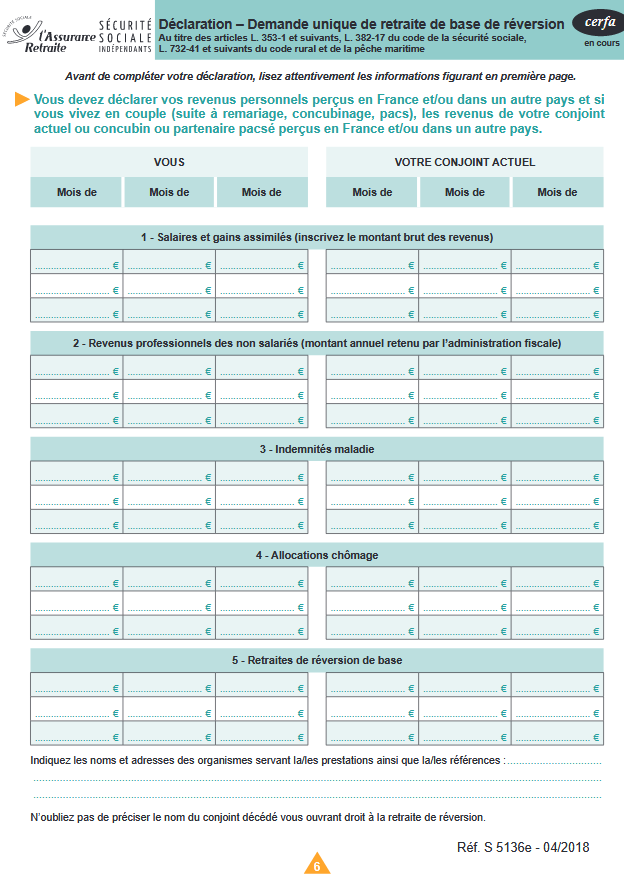 SÉCURITÉ SOCIALE
l'Assurance
Retraite
SÉCURITÉ
SOCIALE
INDÉPENDANTS
Déclaration – Demande unique de retraite de base de réversion
Au titre des articles L. 353-1 et suivants, L. 382-17 du code de la sécurité sociale,
L. 732-41 et suivants du code rural et de la pêche maritime
cerfa
en cours
Avant de compléter votre déclaration, lisez attentivement les informations figurant en première page.
Vous devez déclarer vos revenus personnels perçus en France et/ou dans un autre pays et si
vous vivez en couple (suite à remariage, concubinage, pacs), les revenus de votre conjoint
actuel ou concubin ou partenaire pacsé perçus en France et/ou dans un autre pays.
VOUS VOTRE CONJOINT ACTUEL
Mois de Mois de Mois de Mois de Mois de Mois de
1 - Salaires et gains assimilés (inscrivez le montant brut des revenus)
€ € € € € €
€ € € € € €
€ € € € € €
2 - Revenus professionnels des non salariés (montant annuel retenu par l'administration fiscale)
€ € € € € €
€ € € € € €
€ € € € € €
3 - Indemnités maladie
€ € € € € €
€ € € € € €
€ € € € € €
4 - Allocations chômage
€ € € € € €
€ € € € € €
€ € € € € €
5 - Retraites de réversion de base
€ € € € € €
€ € € € € €
€ € € € € €
Indiquez les noms et adresses des organismes servant la/les prestations ainsi que la/les références :
N'oubliez pas de préciser le nom du conjoint décédé vous ouvrant droit à la retraite de réversion.
Réf. S 5136e - 04/2018
6